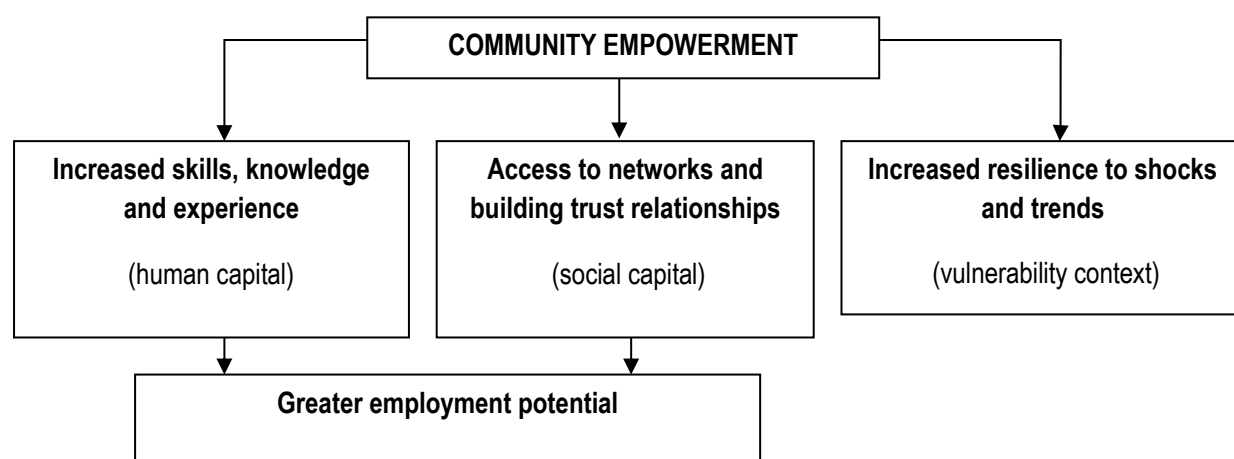 COMMUNITY EMPOWERMENT
Increased skills, knowledge
and experience
(human capital)
Access to networks and
building trust relationships
(social capital)
Increased resilience to shocks
and trends
(vulnerability context)
Greater employment potential